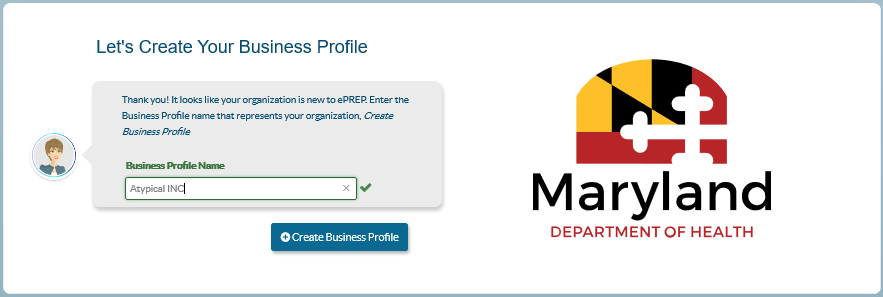 Let's Create Your Business Profile
Thank you! It looks like your organization is new to ePREP. Enter the
Business Profile name that represents your organization, Create
Business Profile
Business Profile Name
Atypical INC
Create Business Profile
Maryland
DEPARTMENT OF HEALTH